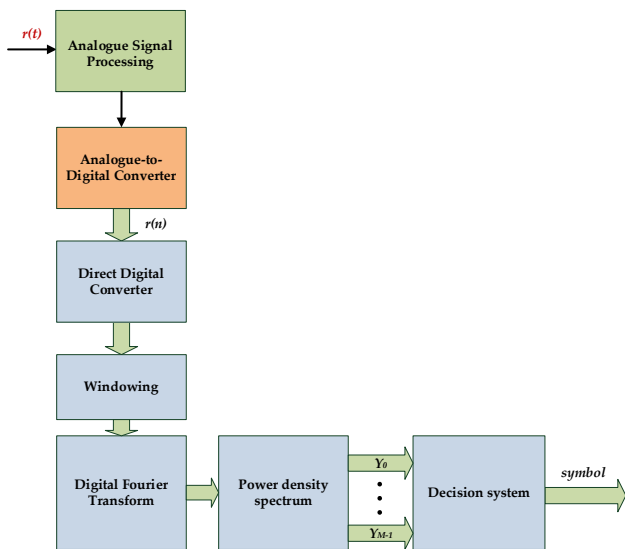 r(t)
Analogue Signal
Processing
Analogue-to-
Digital Converter
r(n)
Direct Digital
Converter
Windowing
Digital Fourier
Transform
Power density
spectrum
Y0
YM-1
Decision system
symbol